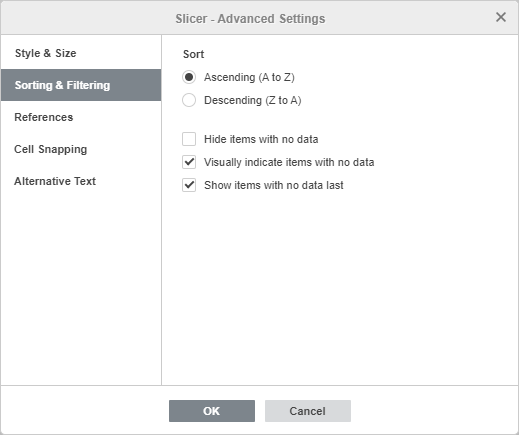 Slicer - Advanced Settings
Style & Size
Sorting & Filtering
References
Cell Snapping
Alternative Text
Sort
Ascending (A to Z)
Descending (Z to A)
Hide items with no data
Visually indicate items with no data
Show items with no data last
OK
Cancel